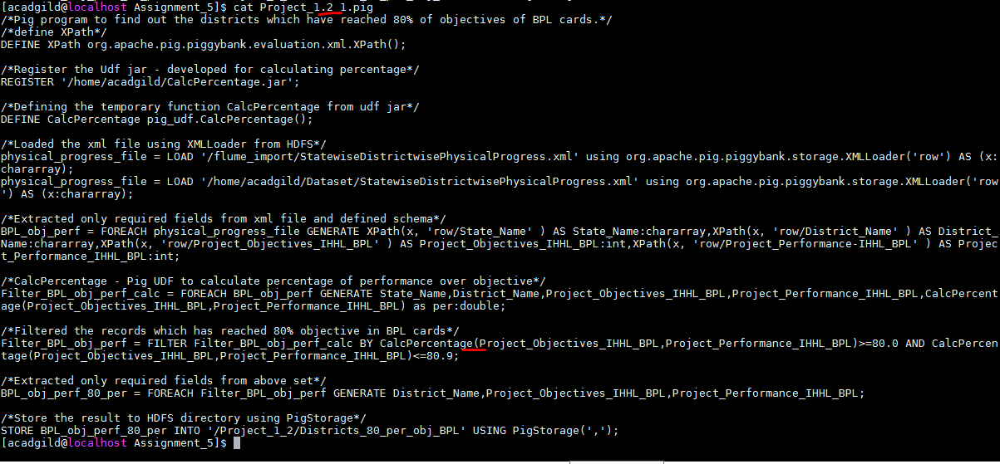 [acadgild@localhost Assignment_5]$ cat Project_1.2_1.pig
/*Pig program to find out the districts which have reached 80% of objectives of BPL cards.*/
/*define XPath*/
DEFINE XPath org.apache.pig.piggybank.evaluation.xml.XPath();
/*Register the Udf jar - developed for calculating percentage*/
REGISTER '/home/acadgild/CalcPercentage.jar';
/*Defining the temporary function CalcPercentage from udf jar*/
DEFINE CalcPercentage pig_udf.CalcPercentage();
/*Loaded the xml file using XMLLoader from HDFS*/
physical_progress_file = LOAD '/flume_import/StatewiseDistrictwisePhysicalProgress.xml' using org.apache.pig.piggybank.storage.XMLLoader('row') AS (x:
chararray);
physical_progress_file = LOAD '/home/acadgild/Dataset/StatewiseDistrictwisePhysicalProgress.xml' using org.apache.pig.piggybank.storage.XMLLoader('row
') AS (x:chararray);
/*Extracted only required fields from xml file and defined schema*/
BPL_obj_perf = FOREACH physical_progress_file GENERATE XPath(x, 'row/State_Name' ) AS State_Name:chararray,XPath(x, 'row/District_Name' ) AS District_
Name:chararray,XPath(x, 'row/Project_Objectives_IHHL_BPL' ) AS Project_Objectives_IHHL_BPL:int,XPath(x, 'row/Project_Performance-IHHL_BPL' ) AS Projec
t_Performance_IHHL_BPL:int;
/*CalcPercentage - Pig UDF to calculate percentage of performance over objective*/
Filter_BPL_obj_perf_calc = FOREACH BPL_obj_perf GENERATE State_Name,District_Name,Project_Objectives_IHHL_BPL,Project_Performance_IHHL_BPL,CalcPercent
age(Project_Objectives_IHHL_BPL,Project_Performance_IHHL_BPL) as per:double;
/*Filtered the records which has reached 80% objective in BPL cards*/
Filter_BPL_obj_perf = FILTER Filter_BPL_obj_perf_calc BY CalcPercentage(Project_Objectives_IHHL_BPL,Project_Performance_IHHL_BPL)>=80.0 AND CalcPercen
tage(Project_Objectives_IHHL_BPL,Project_Performance_IHHL_BPL)<=80.9;
/*Extracted only required fields from above set*/
BPL_obj_perf_80_per = FOREACH Filter_BPL_obj_perf GENERATE District_Name,Project_Objectives_IHHL_BPL,Project_Performance_IHHL_BPL;
/*Store the result to HDFS directory using PigStorage*/
STORE BPL_obj_perf_80_per INTO '/Project_1_2/Districts_80_per_obj_BPL' USING PigStorage(',');
[acadgild@localhost Assignment_5]$